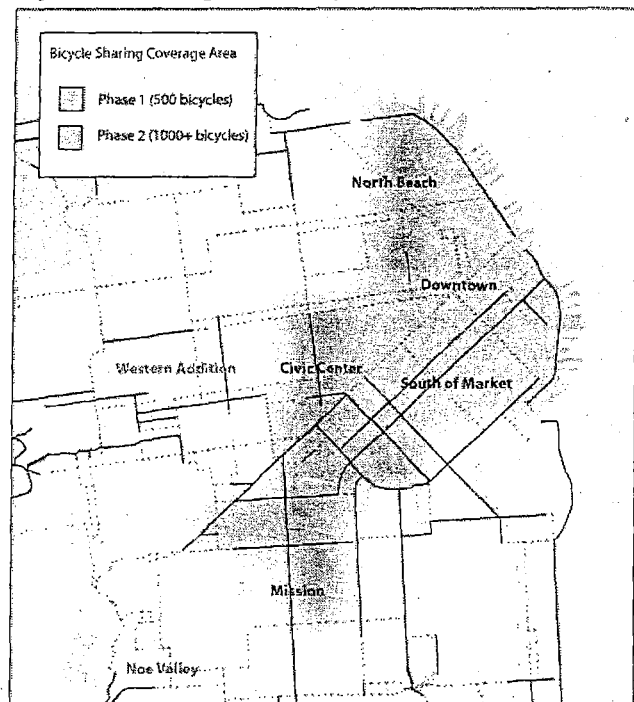 Bicycle Sharing Coverage Area
Phase 1 (500 bicycles)
Phase 2 (1000+ bicycles)
North Beach
Downtown
Western Addition
Civic Center
South of Market
Mission
Noe Valley